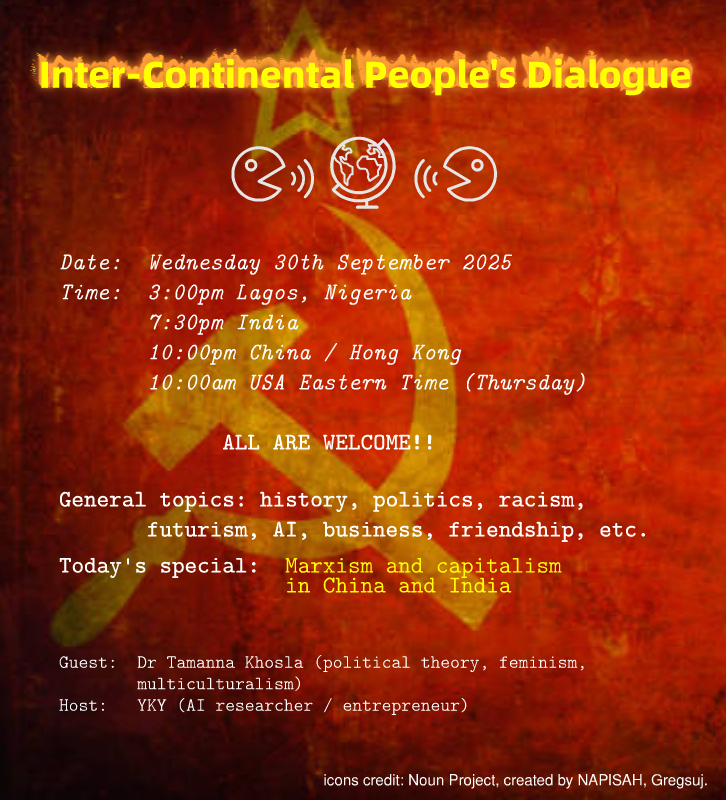 Inter-Continental People's Dialogue
Date: Wednesday 30th September 2025
Time: 3:00pm Lagos, Nigeria
7:30pm India
10:00pm China / Hong Kong
10:00am USA Eastern Time (Thursday)
ALL ARE WELCOME!!
General topics: history, politics, racism,
futurism, AI, business, friendship, etc.
Today's special: Marxism and capitalism
in China and India
Guest: Dr Tamanna Khosla (political theory, feminism,
multiculturalism)
Host: YKY (AI researcher / entrepreneur)
icons credit: Noun Project, created by NAPISAH, Gregsuj.